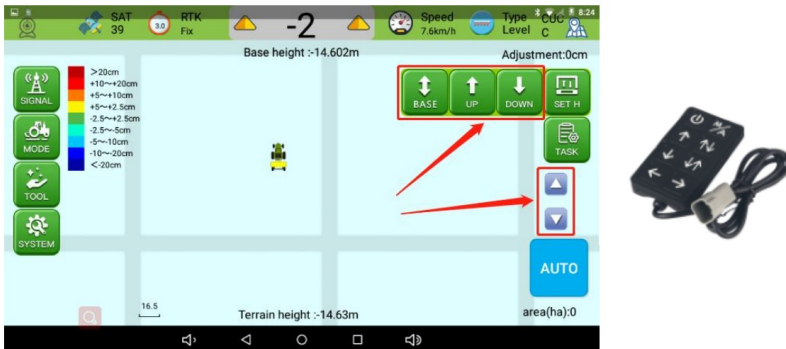 8:24
SAT
39
3.0
RTK
Fix
-2
Speed
7.6km/h
Type
Level
C
Base height :-14.602m
Adjustment:0cm
SIGNAL
MODE
TOOL
SYSTEM
>20cm
+10~+20cm
+5~+10cm
+5~+2.5cm
-2.5~+2.5cm
-2.5~-5cm
-5~-10cm
-10~-20cm
<-20cm
BASE
UP
DOWN
SET H
TASK
AUTO
16.5
Terrain height :-14.63m
area(ha):0
M/A